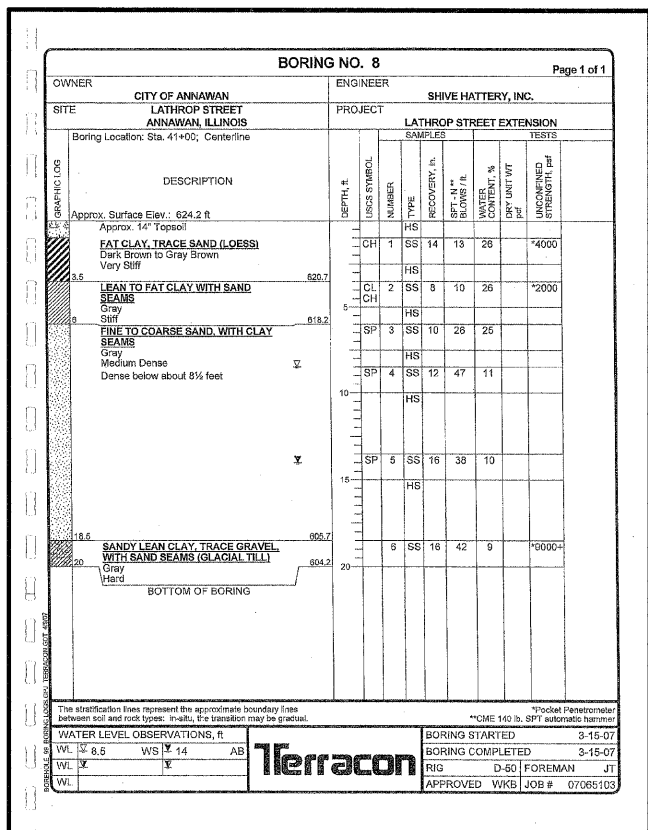 BORING NO. 8
Page 1 of 1
OWNER
CITY OF ANNAWAN
ENGINEER
SHIVE HATTERY, INC.
SITE
LATHROP STREET
ANNAWAN, ILLINOIS
PROJECT
LATHROP STREET EXTENSION
Boring Location: Sta. 41+00; Centerline
SAMPLES
TESTS
GRAPHIC LOG
DESCRIPTION
DEPTH, ft.
USCS SYMBOL
NUMBER
TYPE
RECOVERY, in.
SPT - N **
BLOWS / ft.
WATER
CONTENT, %
DRY UNIT WT
pcf
UNCONFINED
STRENGTH, psf
Approx. Surface Elev.: 624.2 ft
Approx. 14" Topsoil
HS
FAT CLAY, TRACE SAND (LOESS)
CH 1 SS 14 13 26 *4000
Dark Brown to Gray Brown
Very Stiff
HS
3.5 620.7
LEAN TO FAT CLAY WITH SAND
SEAMS
CL 2 SS 8 10 26 *2000
CH
Gray
Stiff
5
HS
6 618.2
FINE TO COARSE SAND, WITH CLAY
SEAMS
SP 3 SS 10 26 25
Gray
Medium Dense
HS
Dense below about 8½ feet
SP 4 SS 12 47 11
10
HS
SP 5 SS 16 38 10
15
HS
18.5 605.7
SANDY LEAN CLAY, TRACE GRAVEL,
WITH SAND SEAMS (GLACIAL TILL)
6 SS 16 42 9 *9000+
20 604.2
20
Gray
Hard
BOTTOM OF BORING
The stratification lines represent the approximate boundary lines
between soil and rock types: in-situ, the transition may be gradual.
*Pocket Penetrometer
**CME 140 lb. SPT automatic hammer
WATER LEVEL OBSERVATIONS, ft
WL 8.5 WS 14 AB
WL
WL
Terracon
BORING STARTED 3-15-07
BORING COMPLETED 3-15-07
RIG D-50 FOREMAN JT
APPROVED WKB JOB # 07065103
BOREHOLE 99 BORING LOGS.GPJ TERRACON.GDT 4/9/07